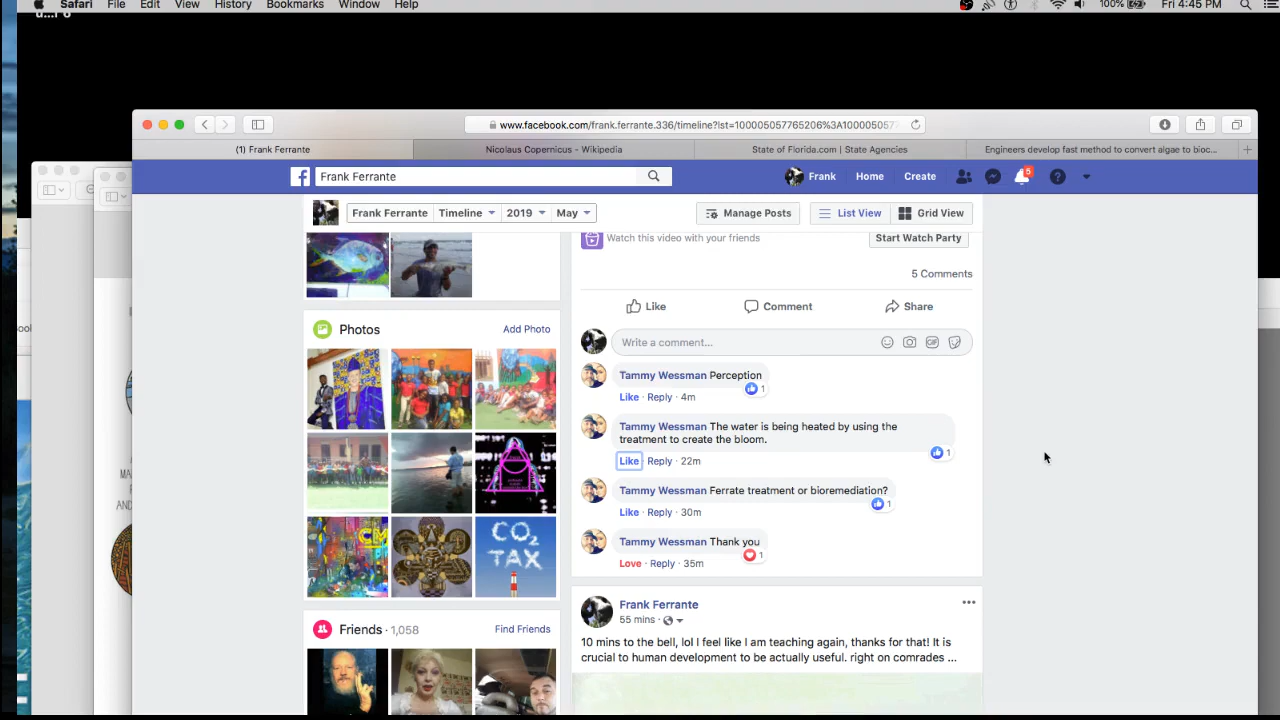 Safari File Edit View History Bookmarks Window Help 100% Fri 4:45 PM
www.facebook.com/frank.ferrante.336/timeline?lst=100005057765206%3A1000050577
(1) Frank Ferrante
Nicolaus Copernicus - Wikipedia
State of Florida.com | State Agencies
Engineers develop fast method to convert algae to bioc...
Frank Ferrante
Frank Home Create 5
Frank Ferrante Timeline 2019 May Manage Posts List View Grid View
Watch this video with your friends Start Watch Party
5 Comments
Like Comment Share
Photos Add Photo
Write a comment...
Tammy Wessman Perception
1
Like · Reply · 4m
Tammy Wessman The water is being heated by using the
treatment to create the bloom.
1
Like · Reply · 22m
Tammy Wessman Ferrate treatment or bioremediation?
1
Like · Reply · 30m
Tammy Wessman Thank you
1
Love · Reply · 35m
CM
CO2
TAX
Friends · 1,058 Find Friends
Frank Ferrante
55 mins ·
10 mins to the bell, lol I feel like I am teaching again, thanks for that! It is
crucial to human development to be actually useful. right on comrades ...